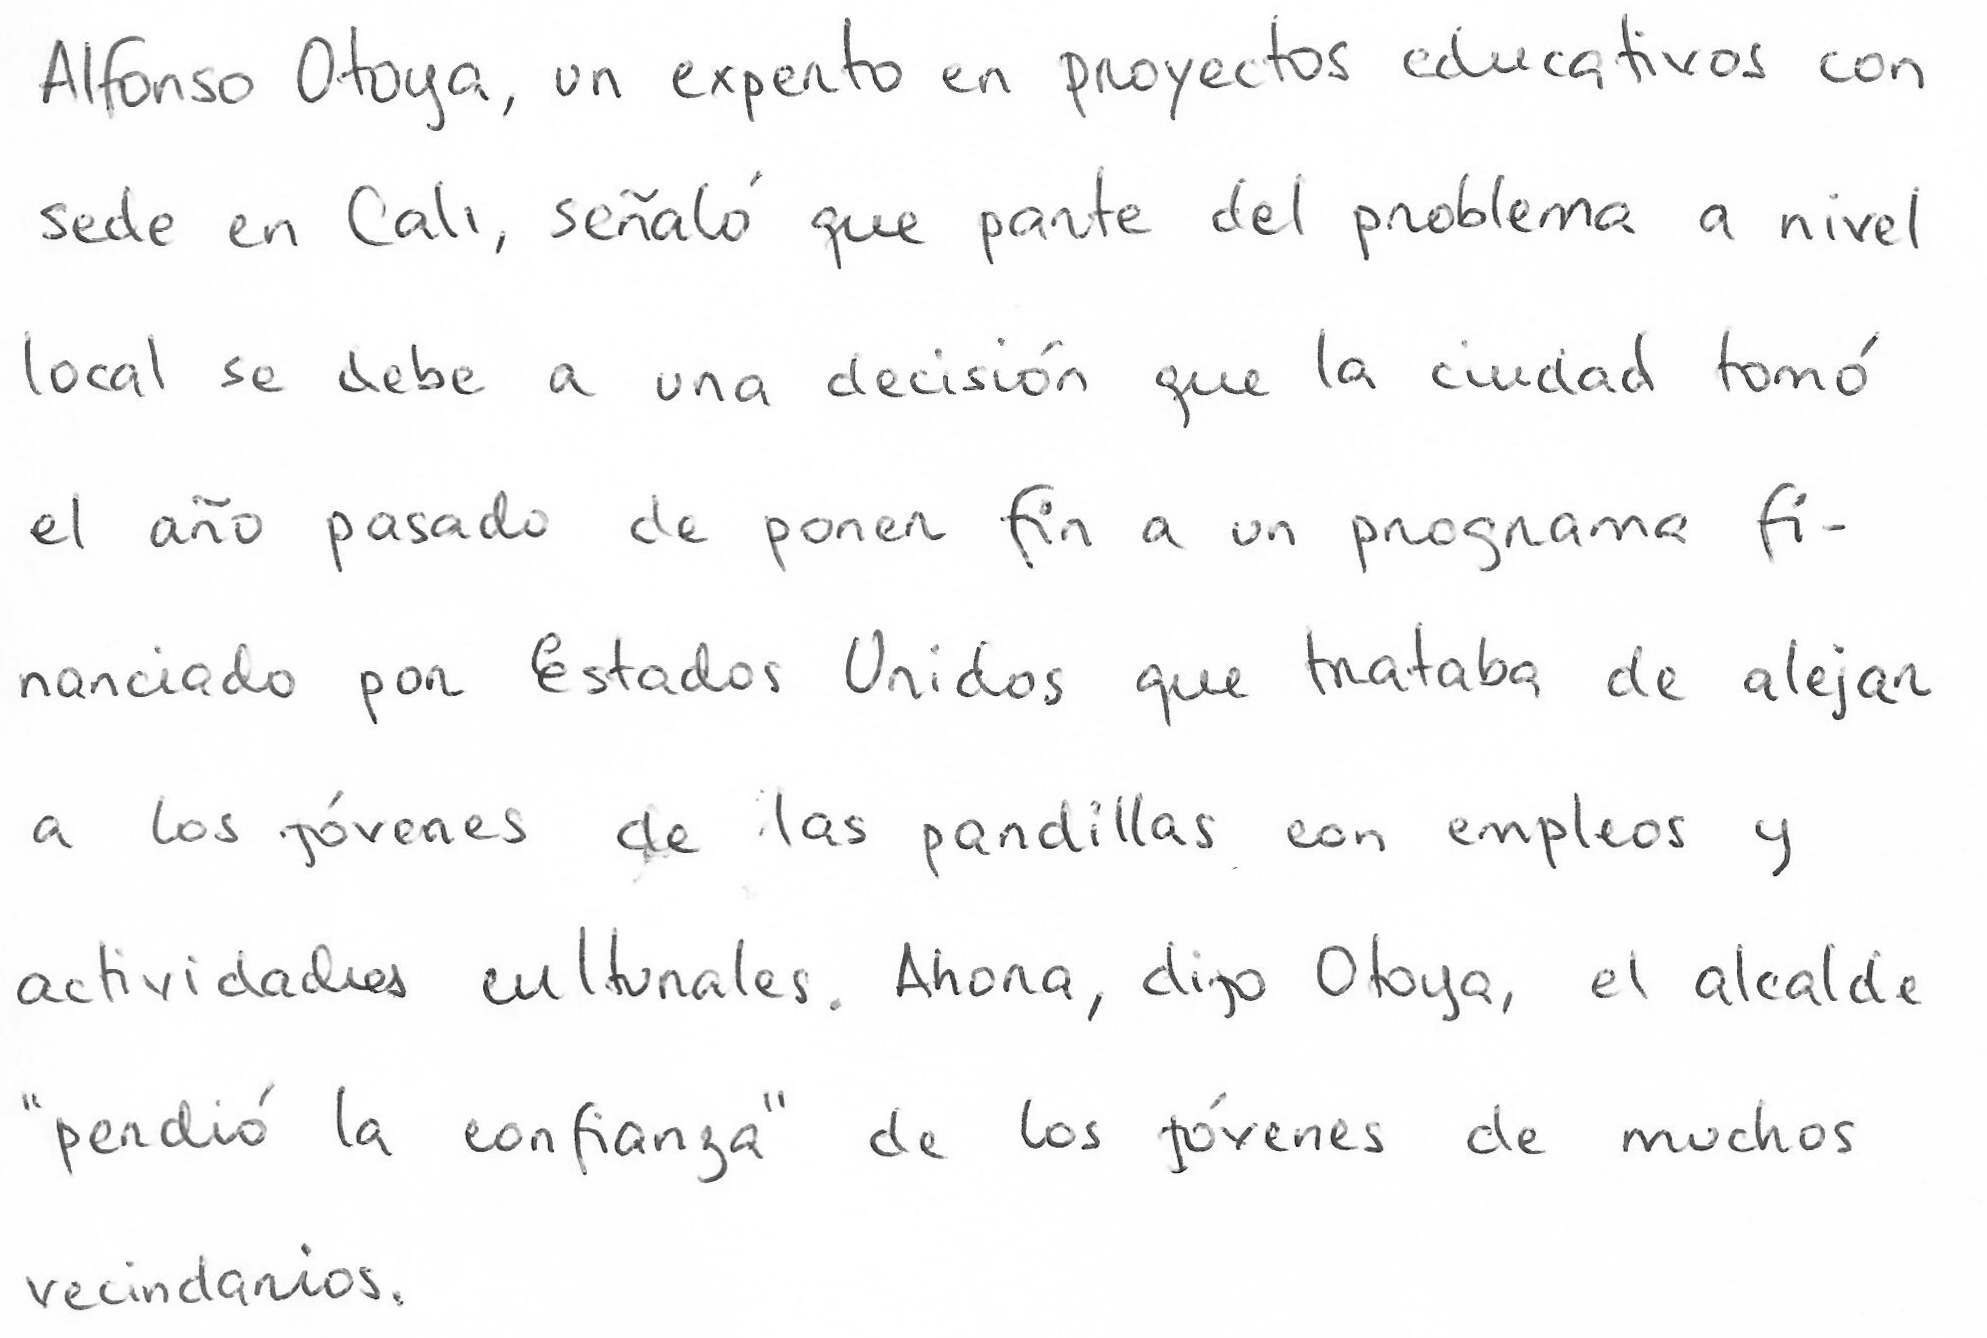 Alfonso Otoya, un experto en proyectos educativos con
sede en Cali, señaló que parte del problema a nivel
local se debe a una decisión que la ciudad tomó
el año pasado de poner fin a un programa fi-
nanciado por Estados Unidos que trataba de alejar
a los jóvenes de las pandillas con empleos y
actividades culturales. Ahora, dijo Otoya, el alcalde
"perdió la confianza" de los jóvenes de muchos
vecindarios.